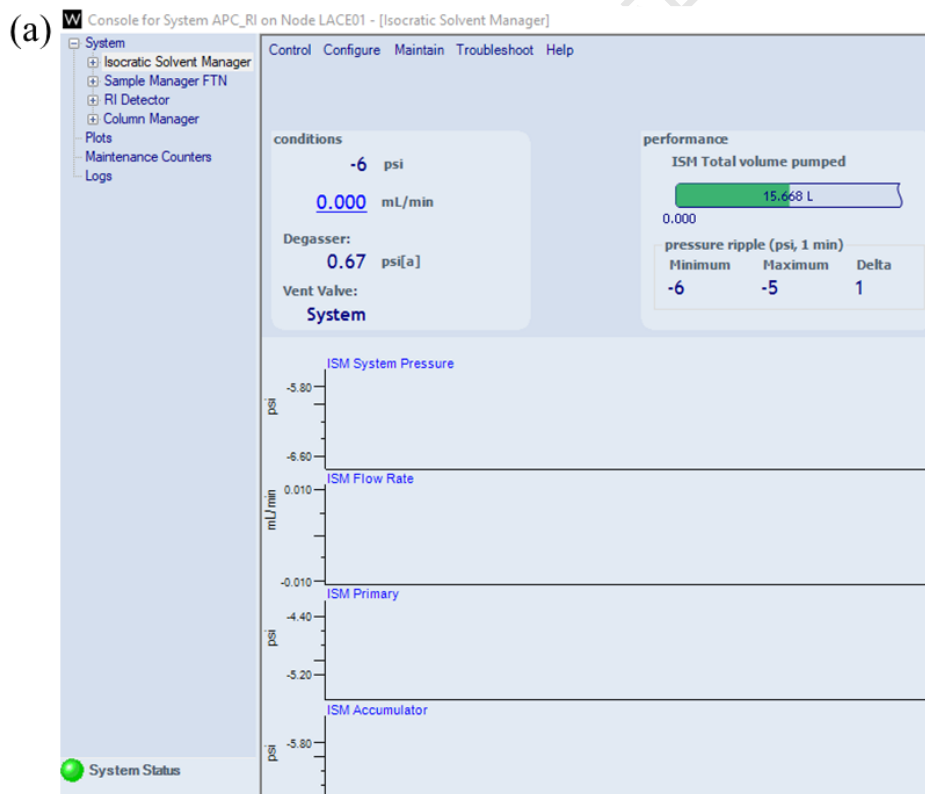 (a)
W Console for System APC_RI on Node LACE01 - [Isocratic Solvent Manager]
System
Isocratic Solvent Manager
Sample Manager FTN
RI Detector
Column Manager
Plots
Maintenance Counters
Logs
System Status
Control Configure Maintain Troubleshoot Help
conditions
-6 psi
0.000 mL/min
Degasser:
0.67 psi[a]
Vent Valve:
System
performance
ISM Total volume pumped
15.668 L
0.000
pressure ripple (psi, 1 min)
Minimum Maximum Delta
-6 -5 1
ISM System Pressure
-5.80
psi
-6.60
ISM Flow Rate
0.010
mL/min
-0.010
ISM Primary
-4.40
psi
-5.20
ISM Accumulator
-5.80
psi